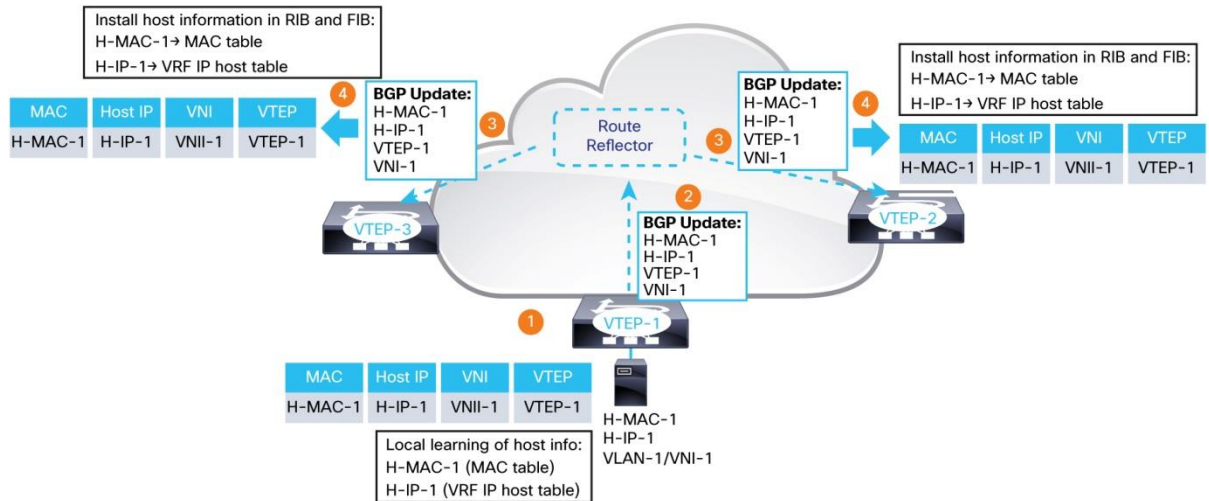 Install host information in RIB and FIB:
H-MAC-1→ MAC table
H-IP-1→ VRF IP host table
MAC Host IP VNI VTEP
H-MAC-1 H-IP-1 VNII-1 VTEP-1
4
BGP Update:
H-MAC-1
H-IP-1
VTEP-1
VNI-1
3
Route
Reflector
3
BGP Update:
H-MAC-1
H-IP-1
VTEP-1
VNI-1
4
Install host information in RIB and FIB:
H-MAC-1→ MAC table
H-IP-1→ VRF IP host table
MAC Host IP VNI VTEP
H-MAC-1 H-IP-1 VNII-1 VTEP-1
VTEP-3
2
BGP Update:
H-MAC-1
H-IP-1
VTEP-1
VNI-1
VTEP-2
1
VTEP-1
MAC Host IP VNI VTEP
H-MAC-1 H-IP-1 VNII-1 VTEP-1
H-MAC-1
H-IP-1
VLAN-1/VNI-1
Local learning of host info:
H-MAC-1 (MAC table)
H-IP-1 (VRF IP host table)